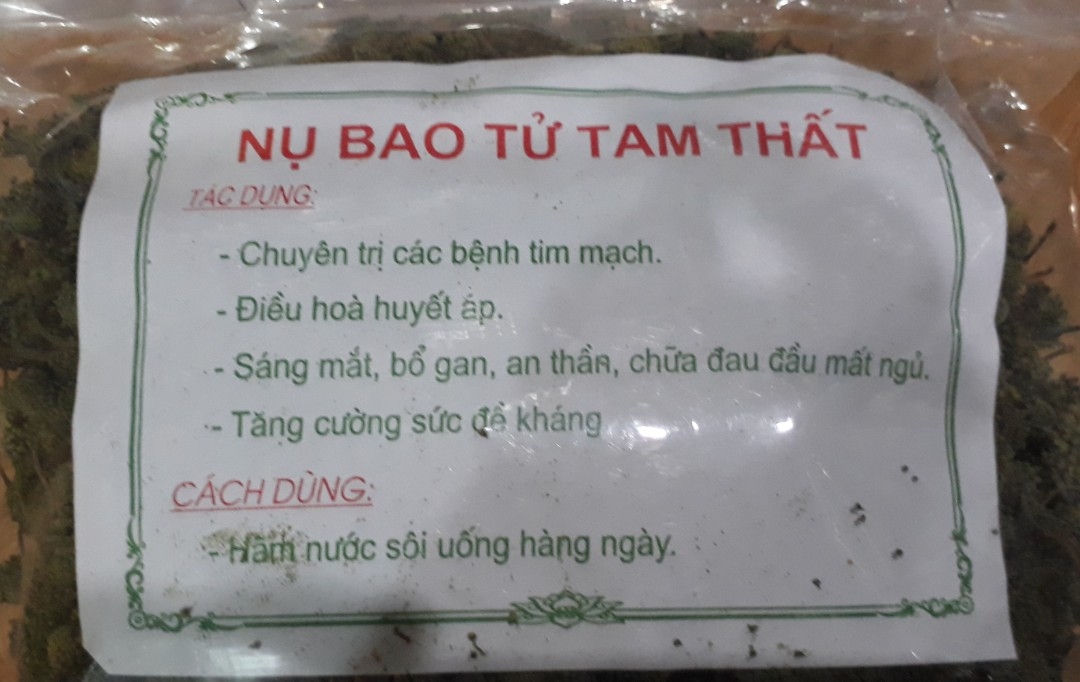 NỤ BAO TỬ TAM THẤT
TÁC DỤNG:
- Chuyên trị các bệnh tim mạch.
- Điều hoà huyết áp.
- Sáng mắt, bổ gan, an thần, chữa đau đầu mất ngủ.
- Tăng cường sức đề kháng
CÁCH DÙNG:
- Hãm nước sôi uống hàng ngày.